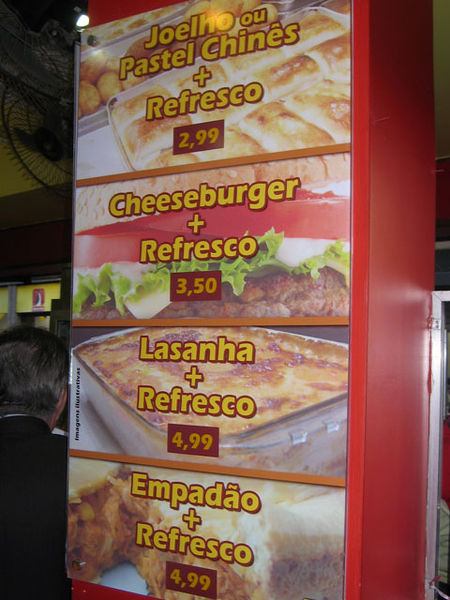 Joelho ou
Pastel Chinês
+
Refresco
2,99
Cheeseburger
+
Refresco
3,50
Lasanha
+
Refresco
4,99
Imagens ilustrativas
Empadão
+
Refresco
4,99